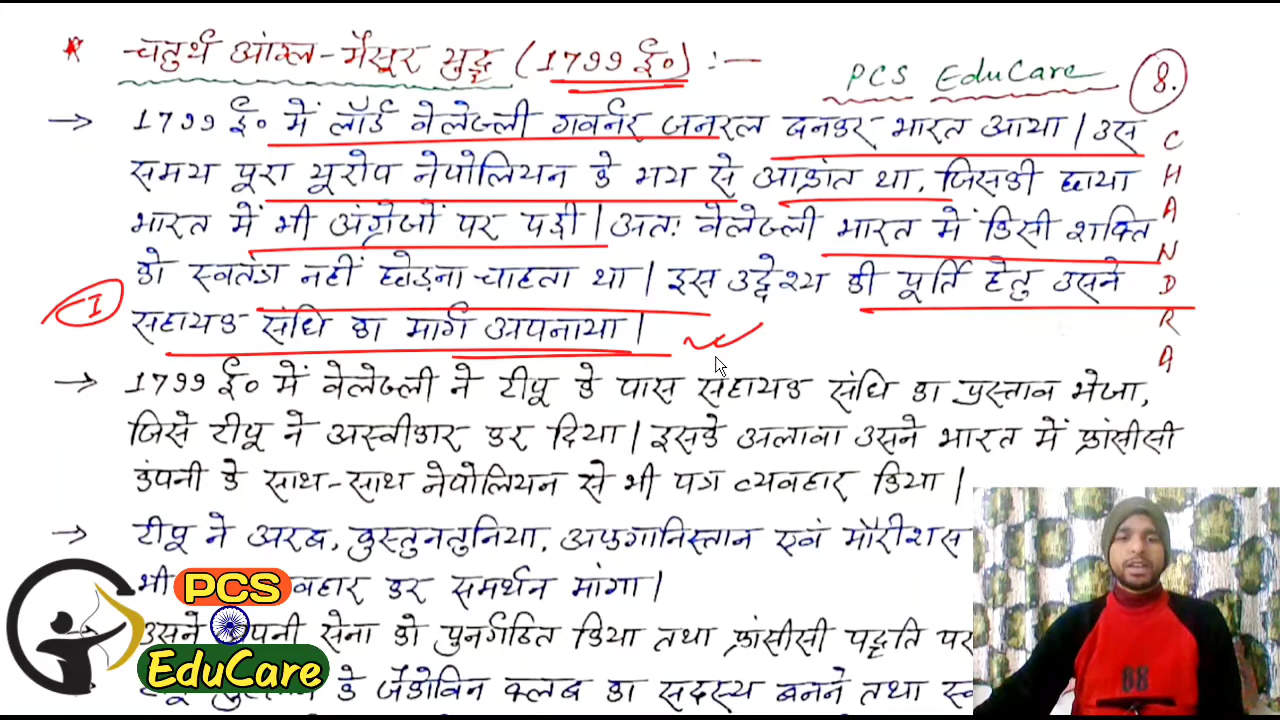 * चतुर्थ आंग्ल-मैसूर युद्ध (1799 ई०) :—
PCS EduCare
8.
→ 1799 ई० में लॉर्ड वेलेज्ली गवर्नर जनरल बनकर भारत आया। उस
समय पूरा यूरोप नेपोलियन के भय से आक्रांत था, जिसकी छाया
भारत में भी अंग्रेजों पर पड़ी। अतः वेलेज्ली भारत में किसी शक्ति
को स्वतंत्र नहीं छोड़ना चाहता था। इस उद्देश्य की पूर्ति हेतु उसने
सहायक संधि का मार्ग अपनाया।
I
→ 1799 ई० में वेलेज्ली ने टीपू के पास सहायक संधि का प्रस्ताव भेजा,
जिसे टीपू ने अस्वीकार कर दिया। इसके अलावा उसने भारत में फ्रांसीसी
कंपनी के साथ-साथ नेपोलियन से भी पत्र व्यवहार किया।
→ टीपू ने अरब, कुस्तुनतुनिया, अफगानिस्तान एवं मौरीशस
भी व्यवहार कर समर्थन मांगा।
उसने अपनी सेना को पुनर्गठित किया तथा फ्रांसीसी पद्धति पर
के जैकोबिन क्लब का सदस्य बनने तथा
CHANDRA
PCS
EduCare
68